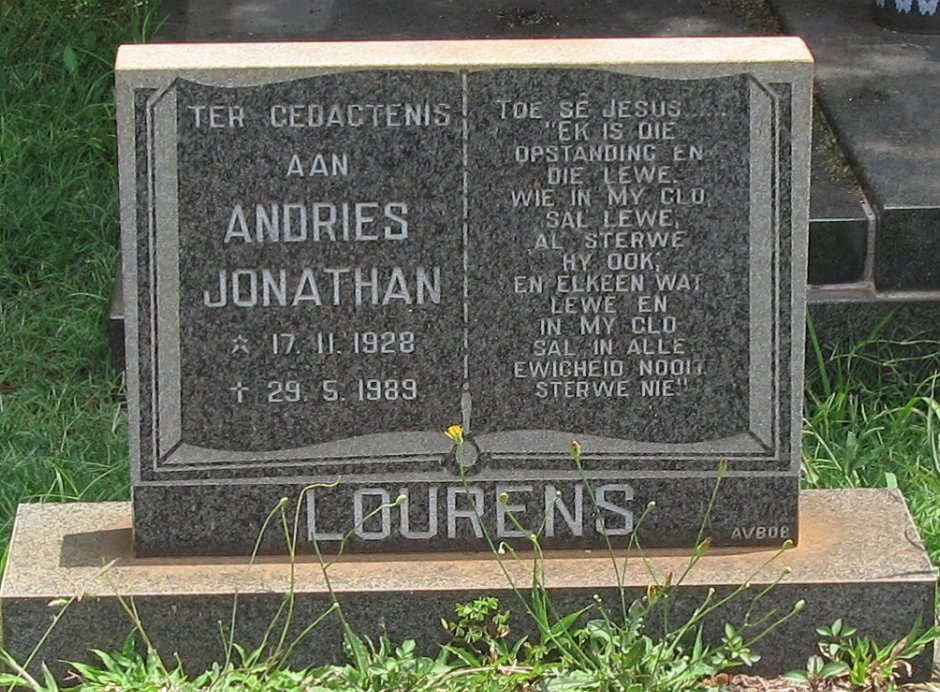 TER GEDAGTENIS
AAN
ANDRIES
JONATHAN
☆ 17. 11. 1928
✝ 29. 5. 1989
TOE SÊ JESUS.......
"EK IS DIE
OPSTANDING EN
DIE LEWE.
WIE IN MY GLO
SAL LEWE,
AL STERWE
HY OOK;
EN ELKEEN WAT
LEWE EN
IN MY GLO
SAL IN ALLE
EWIGHEID NOOIT
STERWE NIE"
LOURENS
AVBOB